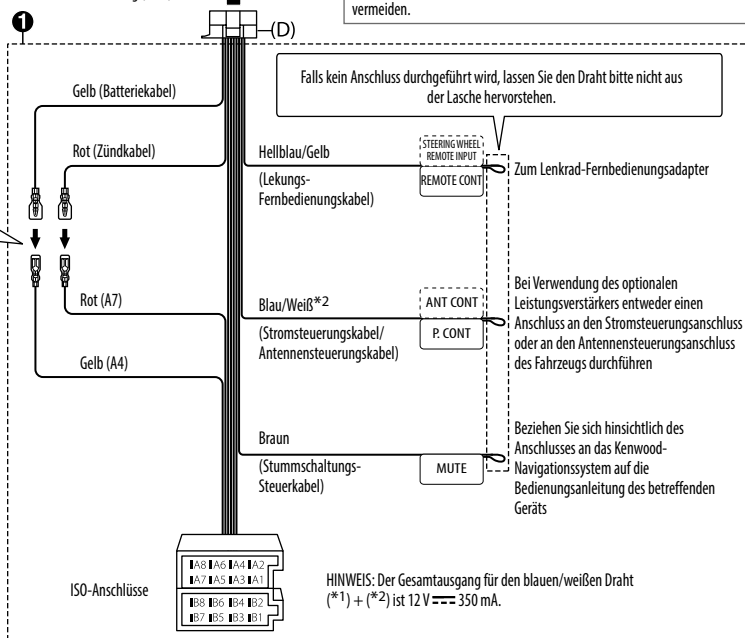 vermeiden.
❶
(D)
Falls kein Anschluss durchgeführt wird, lassen Sie den Draht bitte nicht aus
der Lasche hervorstehen.
Gelb (Batteriekabel)
Rot (Zündkabel)
Hellblau/Gelb
(Lekungs-
Fernbedienungskabel)
STEERING WHEEL
REMOTE INPUT
REMOTE CONT
Zum Lenkrad-Fernbedienungsadapter
Rot (A7)
Gelb (A4)
Blau/Weiß*2
(Stromsteuerungskabel/
Antennensteuerungskabel)
ANT CONT
P. CONT
Bei Verwendung des optionalen
Leistungsverstärkers entweder einen
Anschluss an den Stromsteuerungsanschluss
oder an den Antennensteuerungsanschluss
des Fahrzeugs durchführen
Braun
(Stummschaltungs-
Steuerkabel)
MUTE
Beziehen Sie sich hinsichtlich des
Anschlusses an das Kenwood-
Navigationssystem auf die
Bedienungsanleitung des betreffenden
Geräts
ISO-Anschlüsse
A8 A6 A4 A2
A7 A5 A3 A1
B8 B6 B4 B2
B7 B5 B3 B1
HINWEIS: Der Gesamtausgang für den blauen/weißen Draht
(*1) + (*2) ist 12 V ⎓ 350 mA.